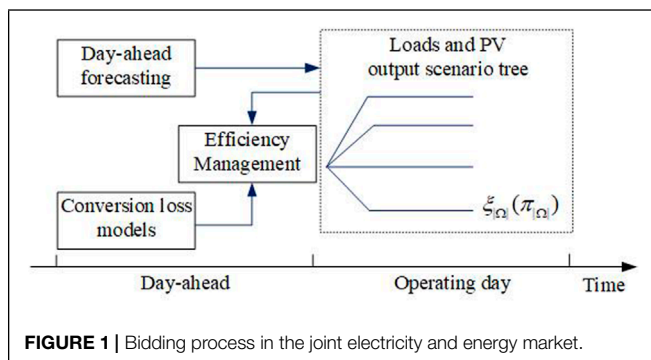 Day-ahead
forecasting
Loads and PV
output scenario tree
Efficiency
Management
Conversion loss
models
ξ|Ω|(π|Ω|)
Day-ahead
Operating day
Time
FIGURE 1 | Bidding process in the joint electricity and energy market.